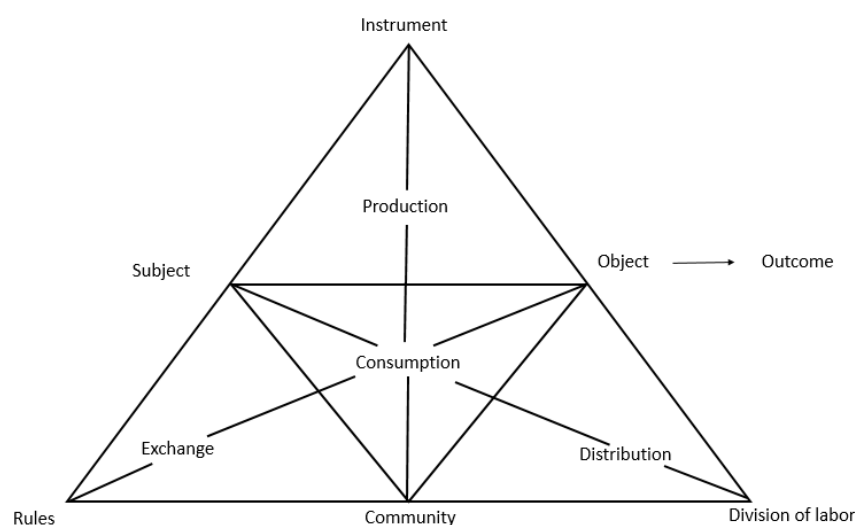 Instrument
Production
Subject
Object
Outcome
Consumption
Exchange
Distribution
Rules
Community
Division of labor